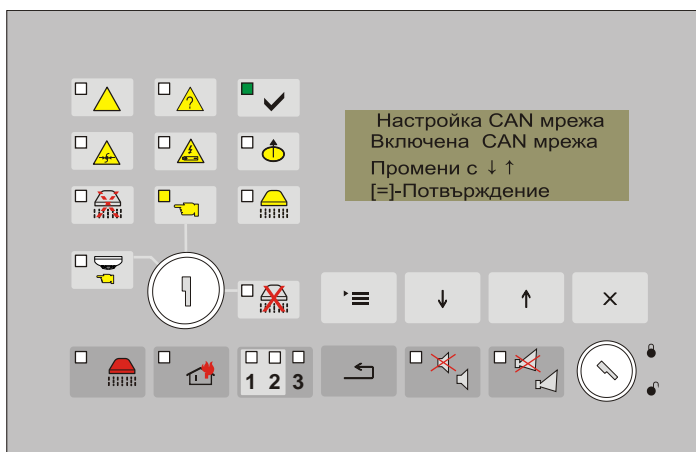 Настройка CAN мрежа
Включена CAN мрежа
Промени с ↓ ↑
[=]-Потвърждение
?
1 2 3